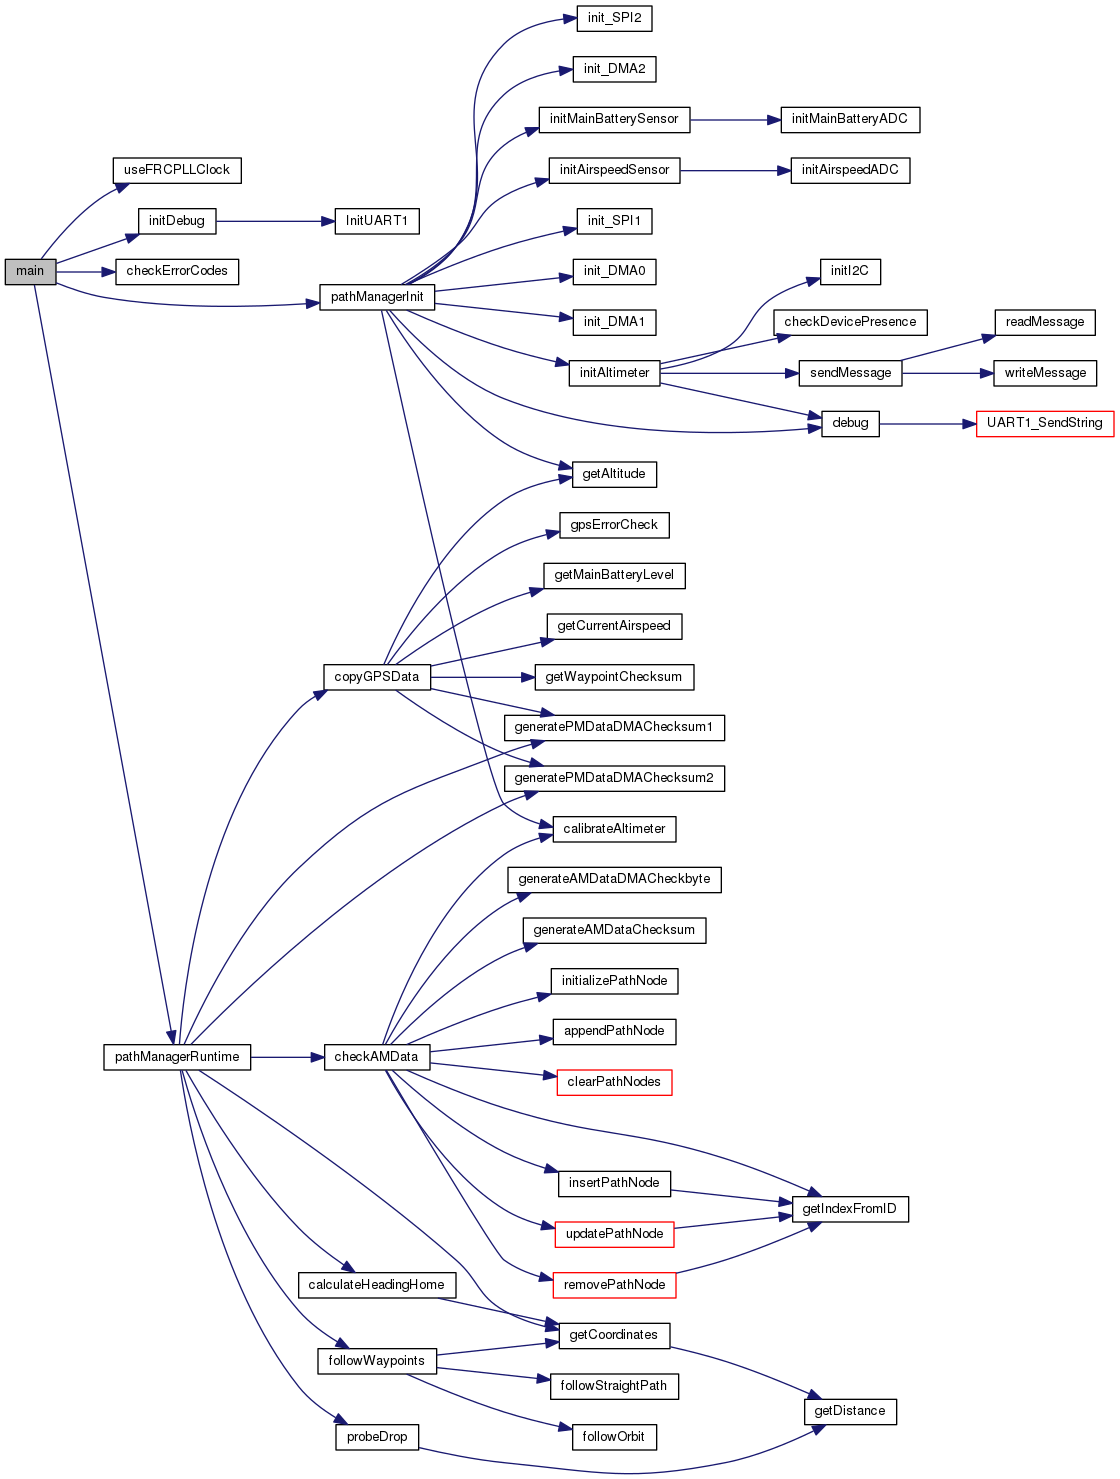 init_SPI2
init_DMA2
initMainBatterySensor
initMainBatteryADC
useFRCPLLClock
initAirspeedSensor
initAirspeedADC
initDebug
InitUART1
init_SPI1
main
checkErrorCodes
init_DMA0
initI2C
pathManagerInit
init_DMA1
checkDevicePresence
readMessage
initAltimeter
sendMessage
writeMessage
debug
UART1_SendString
getAltitude
gpsErrorCheck
getMainBatteryLevel
getCurrentAirspeed
copyGPSData
getWaypointChecksum
generatePMDataDMAChecksum1
generatePMDataDMAChecksum2
calibrateAltimeter
generateAMDataDMACheckbyte
generateAMDataChecksum
initializePathNode
appendPathNode
pathManagerRuntime
checkAMData
clearPathNodes
insertPathNode
getIndexFromID
updatePathNode
calculateHeadingHome
removePathNode
getCoordinates
followWaypoints
followStraightPath
getDistance
probeDrop
followOrbit